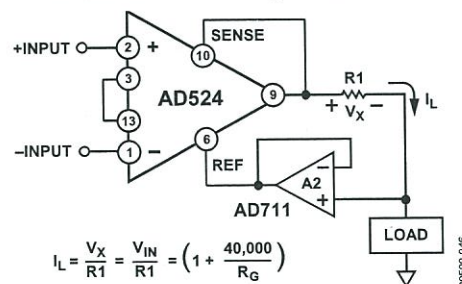 +INPUT
2
+
10
SENSE
3
AD524
9
R1
+ VX −
IL
13
6
−INPUT
1
−
REF
−
A2
+
AD711
LOAD
IL = VX/R1 = VIN/R1 = (1 + 40,000/RG)